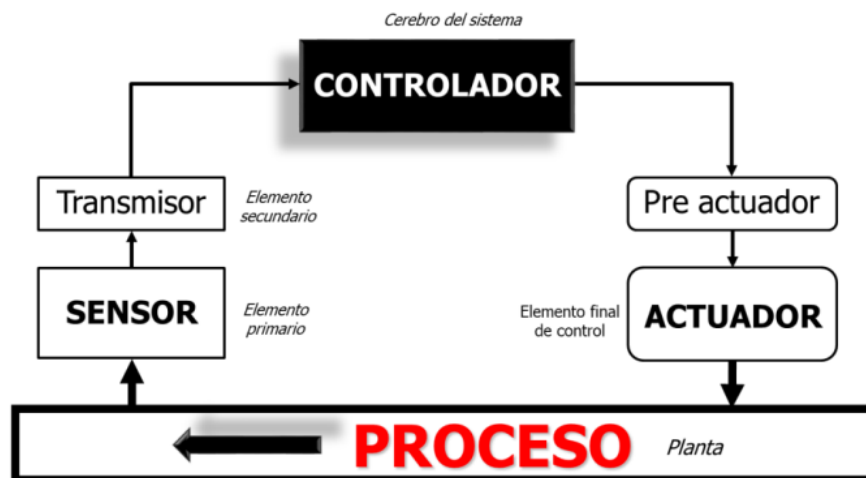 Cerebro del sistema
CONTROLADOR
Transmisor
Elemento
secundario
Pre actuador
SENSOR
Elemento
primario
Elemento final
de control
ACTUADOR
PROCESO
Planta